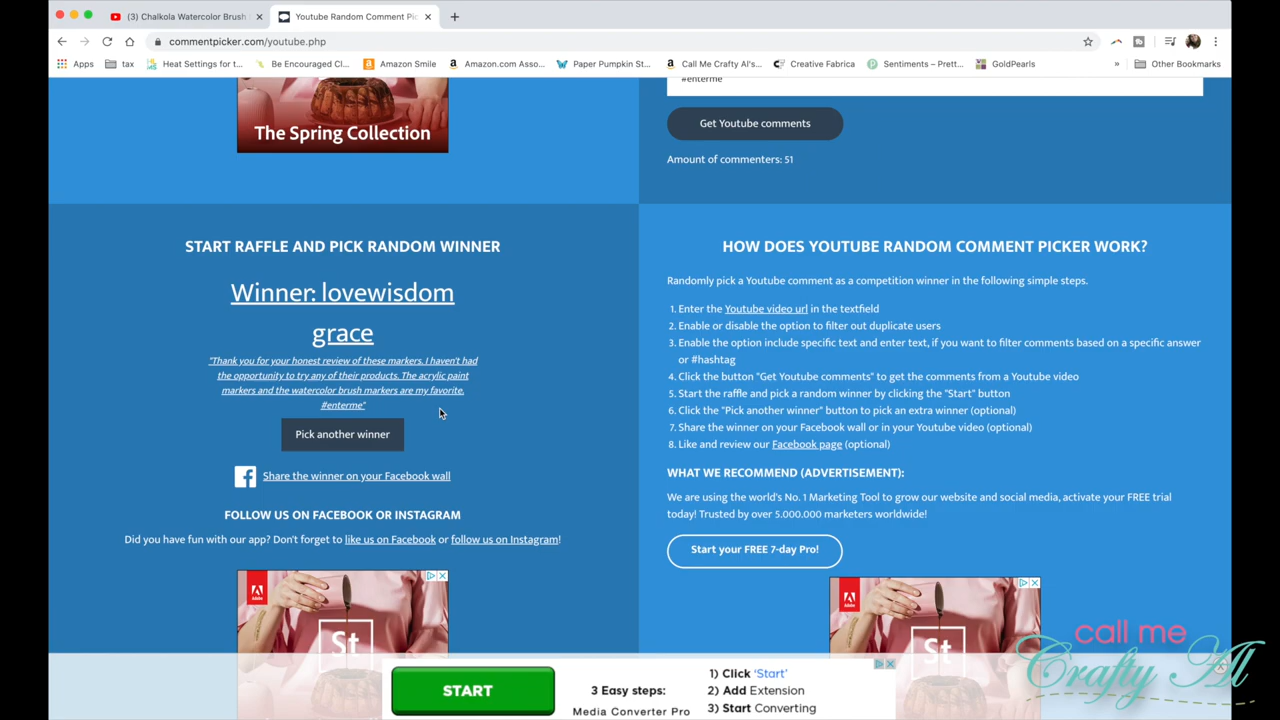 (3) Chalkola Watercolor Brush
Youtube Random Comment Pic
commentpicker.com/youtube.php
Apps
tax
Heat Settings for t...
Be Encouraged Cl...
Amazon Smile
Amazon.com Asso...
Paper Pumpkin St...
Call Me Crafty Al's...
Creative Fabrica
Sentiments – Prett...
GoldPearls
»
Other Bookmarks
The Spring Collection
#enterme
Get Youtube comments
Amount of commenters: 51
START RAFFLE AND PICK RANDOM WINNER
Winner: lovewisdom
grace
"Thank you for your honest review of these markers. I haven't had
the opportunity to try any of their products. The acrylic paint
markers and the watercolor brush markers are my favorite.
#enterme"
Pick another winner
Share the winner on your Facebook wall
FOLLOW US ON FACEBOOK OR INSTAGRAM
Did you have fun with our app? Don't forget to like us on Facebook or follow us on Instagram!
St
HOW DOES YOUTUBE RANDOM COMMENT PICKER WORK?
Randomly pick a Youtube comment as a competition winner in the following simple steps.
1. Enter the Youtube video url in the textfield
2. Enable or disable the option to filter out duplicate users
3. Enable the option include specific text and enter text, if you want to filter comments based on a specific answer
or #hashtag
4. Click the button "Get Youtube comments" to get the comments from a Youtube video
5. Start the raffle and pick a random winner by clicking the "Start" button
6. Click the "Pick another winner" button to pick an extra winner (optional)
7. Share the winner on your Facebook wall or in your Youtube video (optional)
8. Like and review our Facebook page (optional)
WHAT WE RECOMMEND (ADVERTISEMENT):
We are using the world's No. 1 Marketing Tool to grow our website and social media, activate your FREE trial
today! Trusted by over 5.000.000 marketers worldwide!
Start your FREE 7-day Pro!
St
START
3 Easy steps:
Media Converter Pro
1) Click 'Start'
2) Add Extension
3) Start Converting
call me
Crafty Al